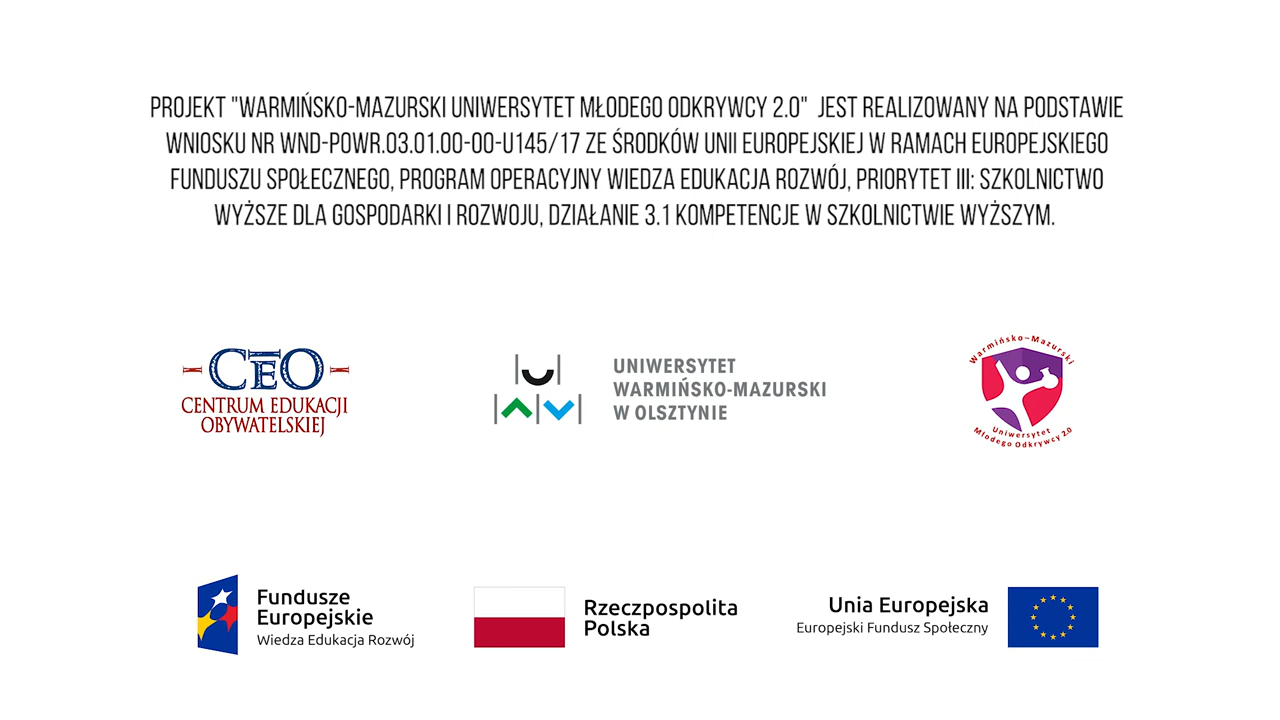 PROJEKT "WARMIŃSKO-MAZURSKI UNIWERSYTET MŁODEGO ODKRYWCY 2.0" JEST REALIZOWANY NA PODSTAWIE
WNIOSKU NR WND-POWR.03.01.00-00-U145/17 ZE ŚRODKÓW UNII EUROPEJSKIEJ W RAMACH EUROPEJSKIEGO
FUNDUSZU SPOŁECZNEGO, PROGRAM OPERACYJNY WIEDZA EDUKACJA ROZWÓJ, PRIORYTET III: SZKOLNICTWO
WYŻSZE DLA GOSPODARKI I ROZWOJU, DZIAŁANIE 3.1 KOMPETENCJE W SZKOLNICTWIE WYŻSZYM.
CEO
CENTRUM EDUKACJI
OBYWATELSKIEJ
UNIWERSYTET
WARMIŃSKO-MAZURSKI
W OLSZTYNIE
Warmińsko-Mazurski
Uniwersytet
Młodego Odkrywcy 2.0
Fundusze
Europejskie
Wiedza Edukacja Rozwój
Rzeczpospolita
Polska
Unia Europejska
Europejski Fundusz Społeczny